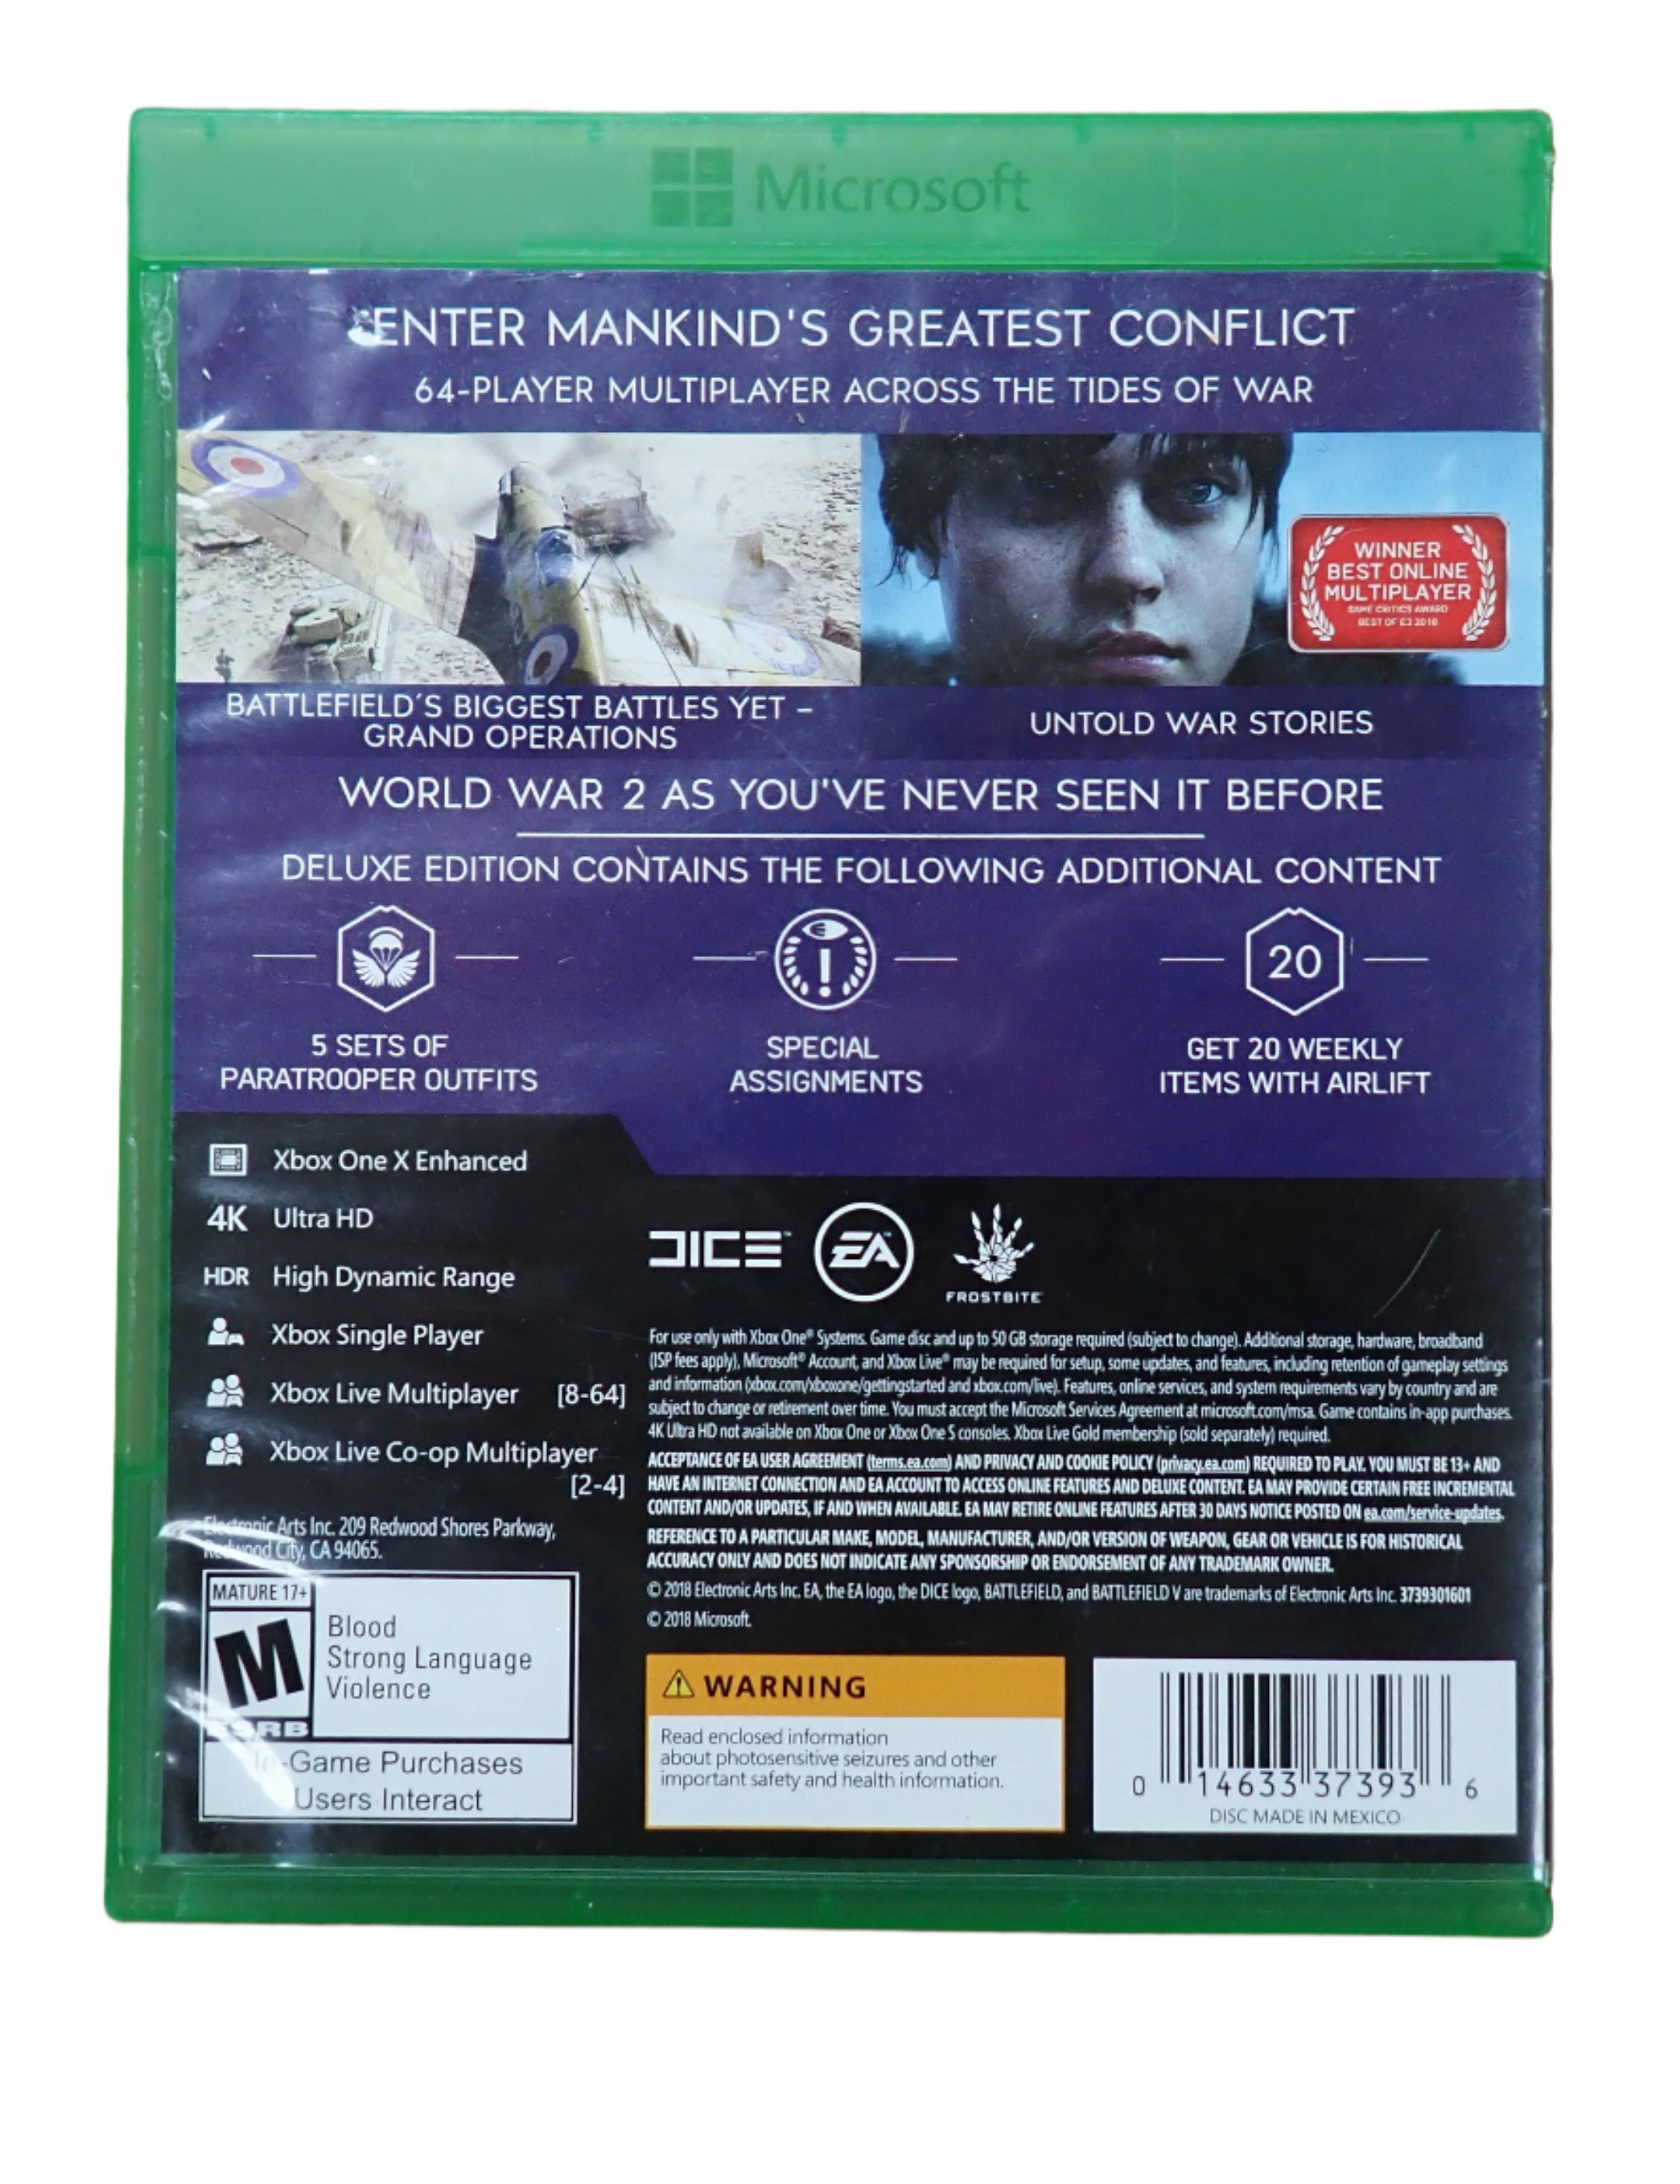 Microsoft
ENTER MANKIND'S GREATEST CONFLICT
64-PLAYER MULTIPLAYER ACROSS THE TIDES OF WAR
WINNER
BEST ONLINE
MULTIPLAYER
GAME CRITICS AWARD
BEST OF E3 2018
BATTLEFIELD'S BIGGEST BATTLES YET –
GRAND OPERATIONS
UNTOLD WAR STORIES
WORLD WAR 2 AS YOU'VE NEVER SEEN IT BEFORE
DELUXE EDITION CONTAINS THE FOLLOWING ADDITIONAL CONTENT
5 SETS OF
PARATROOPER OUTFITS
SPECIAL
ASSIGNMENTS
20
GET 20 WEEKLY
ITEMS WITH AIRLIFT
Xbox One X Enhanced
4K Ultra HD
HDR High Dynamic Range
Xbox Single Player
Xbox Live Multiplayer [8-64]
Xbox Live Co-op Multiplayer
[2-4]
Electronic Arts Inc. 209 Redwood Shores Parkway,
Redwood City, CA 94065.
MATURE 17+
M
ESRB
Blood
Strong Language
Violence
In-Game Purchases
Users Interact
DICE™ EA™ FROSTBITE™
For use only with Xbox One® Systems. Game disc and up to 50 GB storage required (subject to change). Additional storage, hardware, broadband
(ISP fees apply), Microsoft® Account, and Xbox Live® may be required for setup, some updates, and features, including retention of gameplay settings
and information (xbox.com/xboxone/gettingstarted and xbox.com/live). Features, online services, and system requirements vary by country and are
subject to change or retirement over time. You must accept the Microsoft Services Agreement at microsoft.com/msa. Game contains in-app purchases.
4K Ultra HD not available on Xbox One or Xbox One S consoles. Xbox Live Gold membership (sold separately) required.
ACCEPTANCE OF EA USER AGREEMENT (terms.ea.com) AND PRIVACY AND COOKIE POLICY (privacy.ea.com) REQUIRED TO PLAY. YOU MUST BE 13+ AND
HAVE AN INTERNET CONNECTION AND EA ACCOUNT TO ACCESS ONLINE FEATURES AND DELUXE CONTENT. EA MAY PROVIDE CERTAIN FREE INCREMENTAL
CONTENT AND/OR UPDATES, IF AND WHEN AVAILABLE. EA MAY RETIRE ONLINE FEATURES AFTER 30 DAYS NOTICE POSTED ON ea.com/service-updates.
REFERENCE TO A PARTICULAR MAKE, MODEL, MANUFACTURER, AND/OR VERSION OF WEAPON, GEAR OR VEHICLE IS FOR HISTORICAL
ACCURACY ONLY AND DOES NOT INDICATE ANY SPONSORSHIP OR ENDORSEMENT OF ANY TRADEMARK OWNER.
© 2018 Electronic Arts Inc. EA, the EA logo, the DICE logo, BATTLEFIELD, and BATTLEFIELD V are trademarks of Electronic Arts Inc. 3739301601
© 2018 Microsoft.
WARNING
Read enclosed information
about photosensitive seizures and other
important safety and health information.
0 14633 37393 6
DISC MADE IN MEXICO